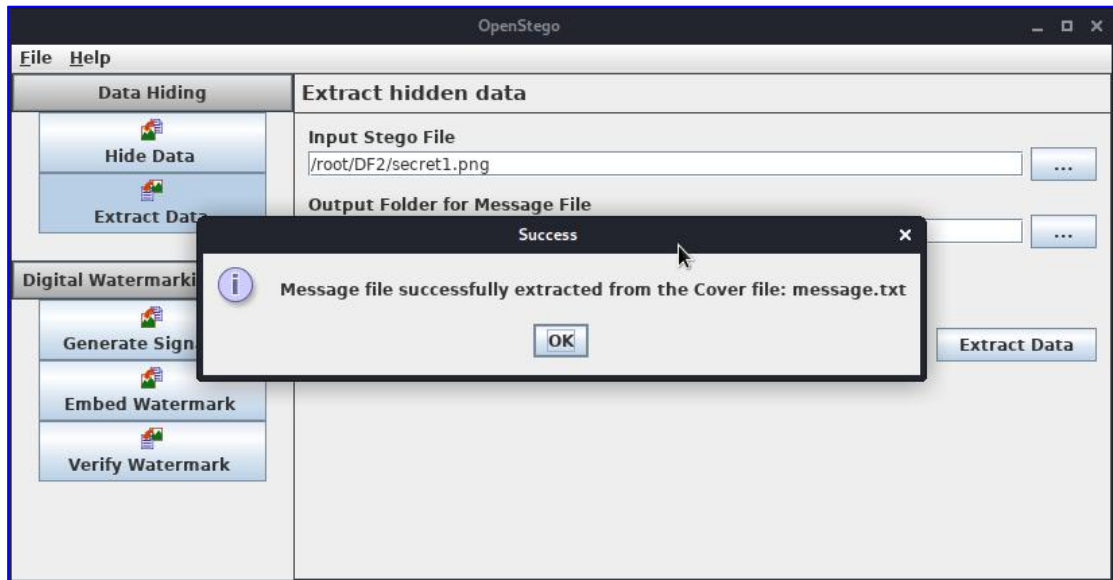 OpenStego
File Help
Data Hiding
Hide Data
Extract Data
Digital
Generate
Embed Watermark
Verify Watermark
Extract hidden data
Input Stego File
/root/DF2/secret1.png
...
Output Folder for Message File
...
Extract Data
Success
Message file successfully extracted from the Cover file: message.txt
OK